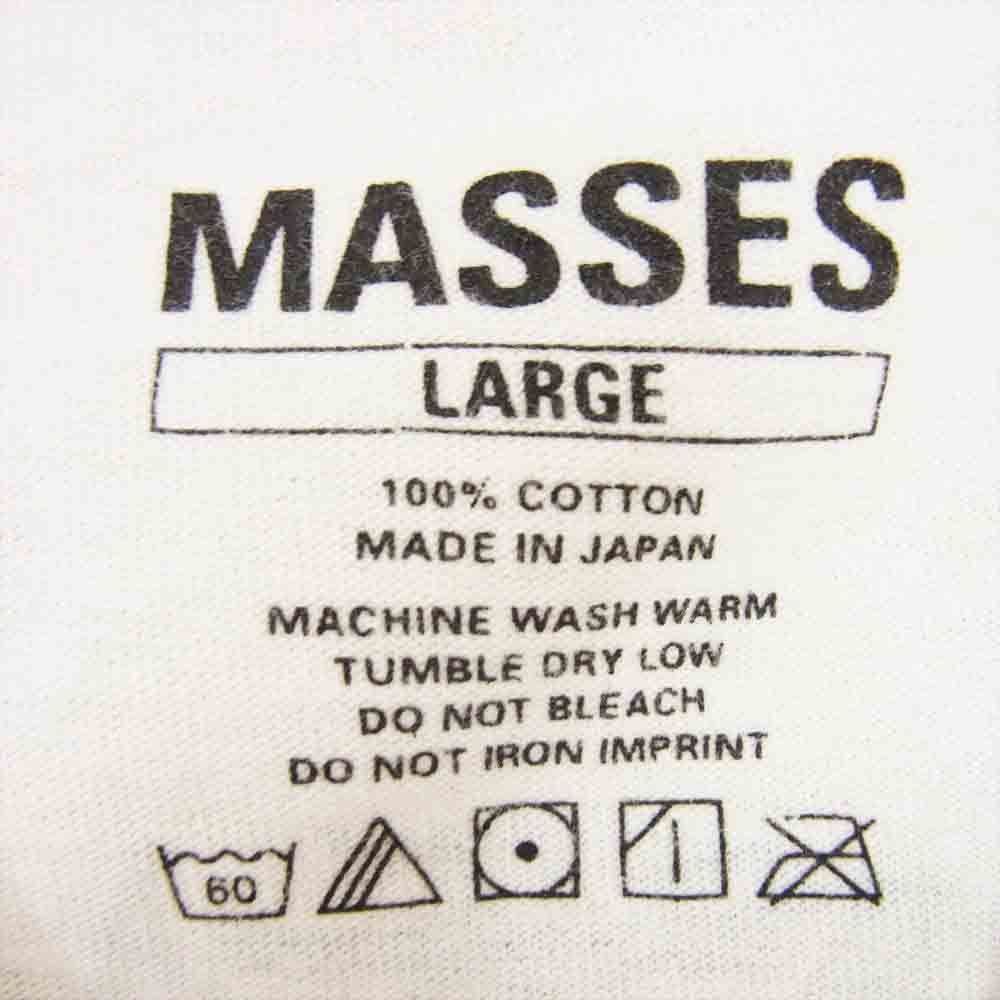 MASSES
LARGE
100% COTTON
MADE IN JAPAN
MACHINE WASH WARM
TUMBLE DRY LOW
DO NOT BLEACH
DO NOT IRON IMPRINT
60